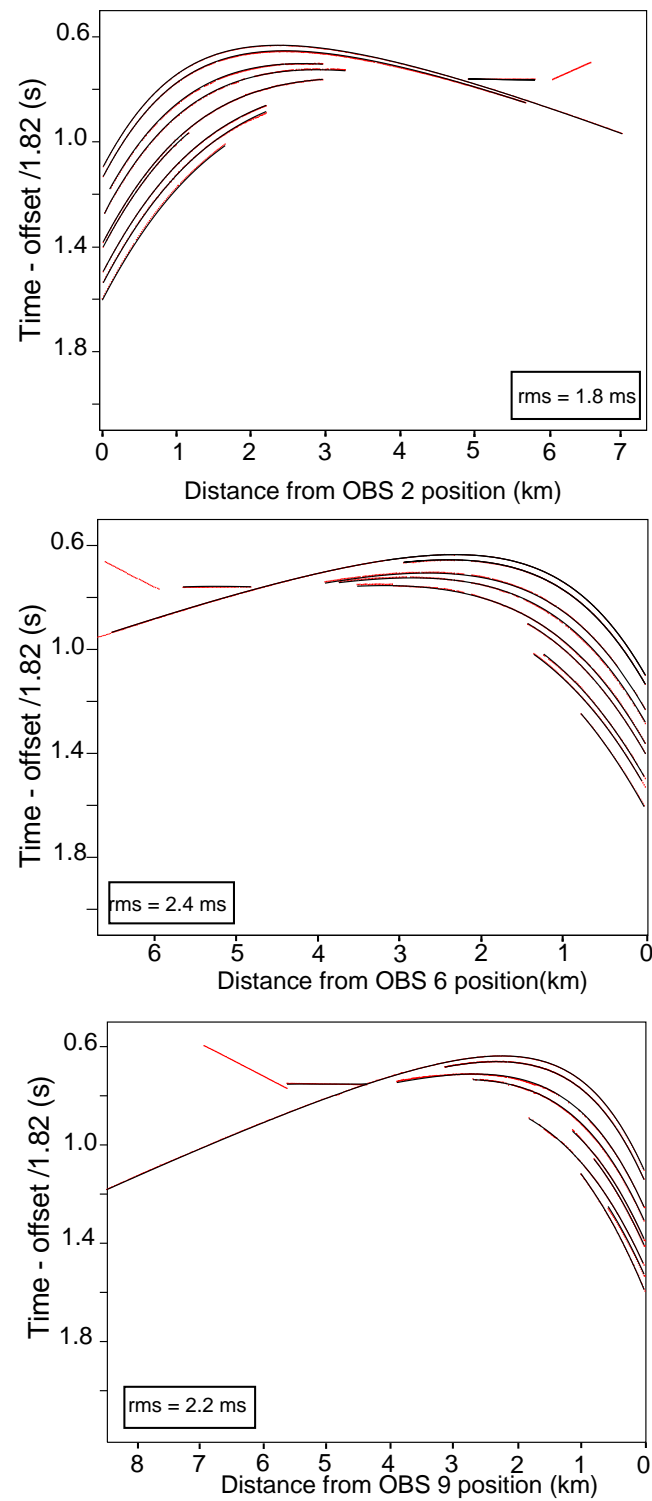 0.6
1.0
1.4
1.8
Time - offset /1.82 (s)
rms = 1.8 ms
0 1 2 3 4 5 6 7
Distance from OBS 2 position (km)
0.6
1.0
1.4
1.8
Time - offset /1.82 (s)
rms = 2.4 ms
6 5 4 3 2 1 0
Distance from OBS 6 position(km)
0.6
1.0
1.4
1.8
Time - offset /1.82 (s)
rms = 2.2 ms
8 7 6 5 4 3 2 1 0
Distance from OBS 9 position (km)